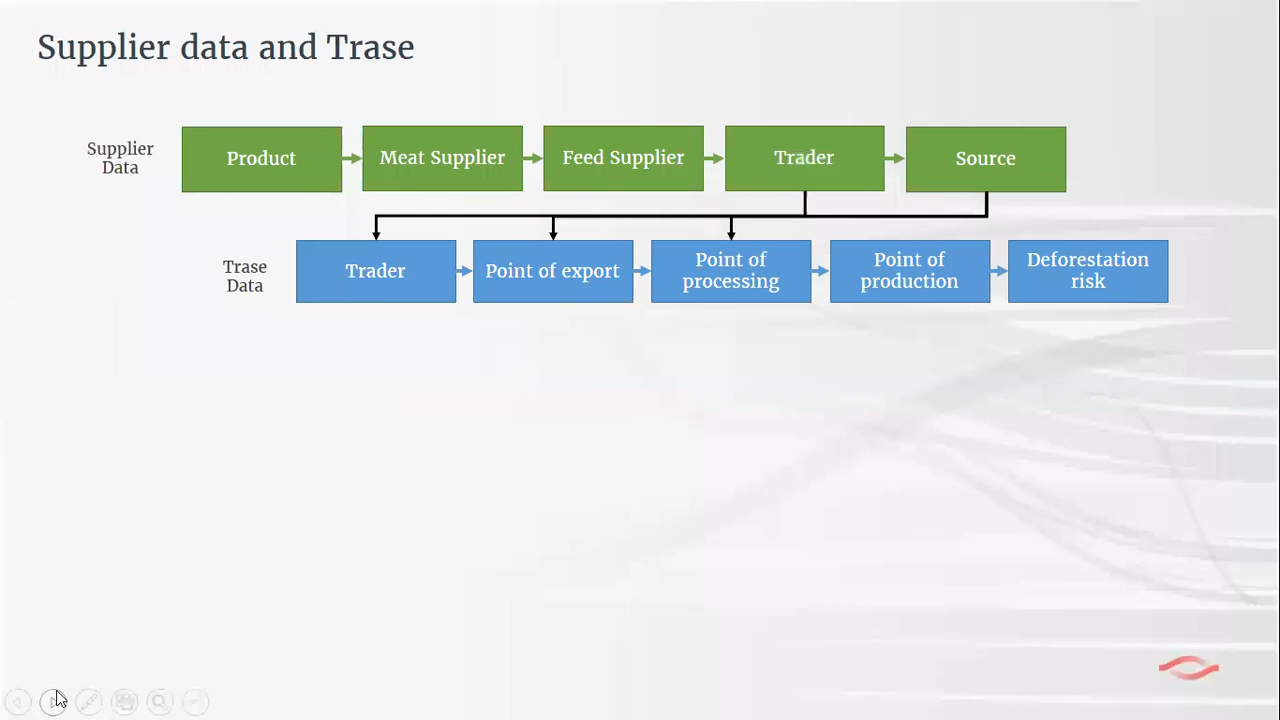 Supplier data and Trase
Supplier
Data
Product
Meat Supplier
Feed Supplier
Trader
Source
Trase
Data
Trader
Point of export
Point of
processing
Point of
production
Deforestation
risk